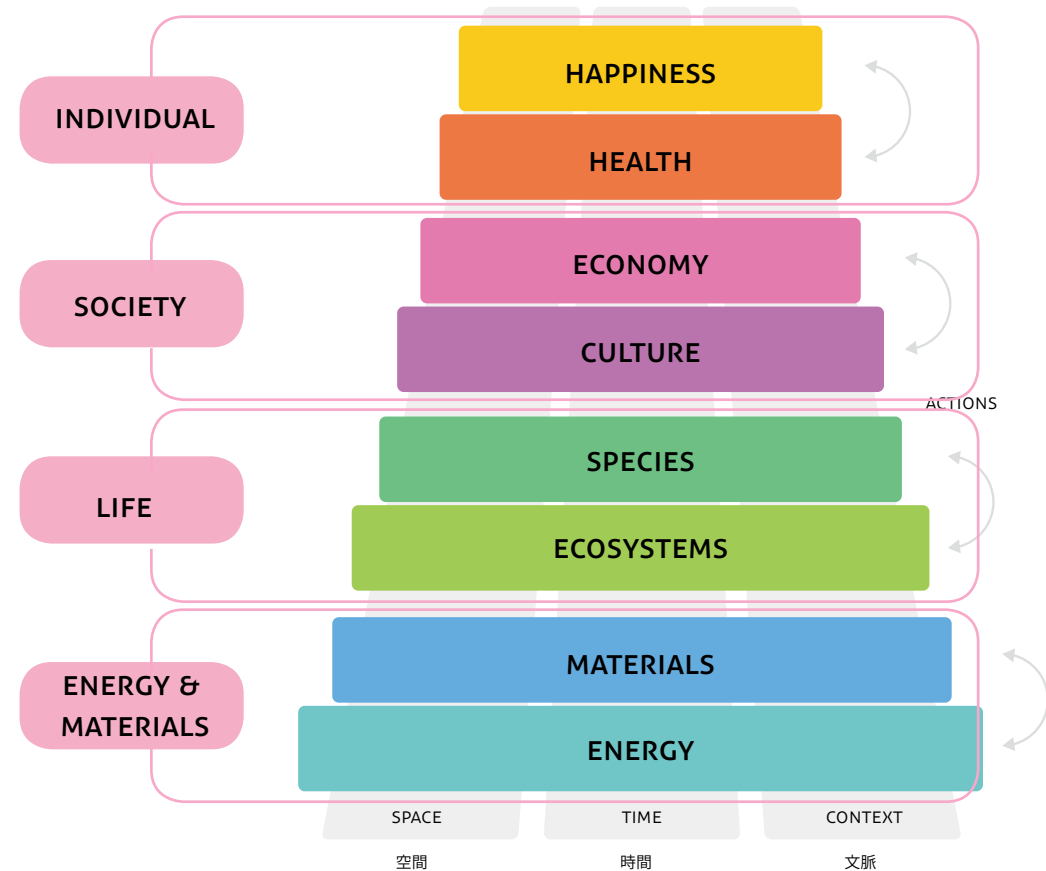 HAPPINESS
INDIVIDUAL
HEALTH
ECONOMY
SOCIETY
CULTURE
ACTIONS
SPECIES
LIFE
ECOSYSTEMS
MATERIALS
ENERGY &
MATERIALS
ENERGY
SPACE
TIME
CONTEXT
空間
時間
文脈